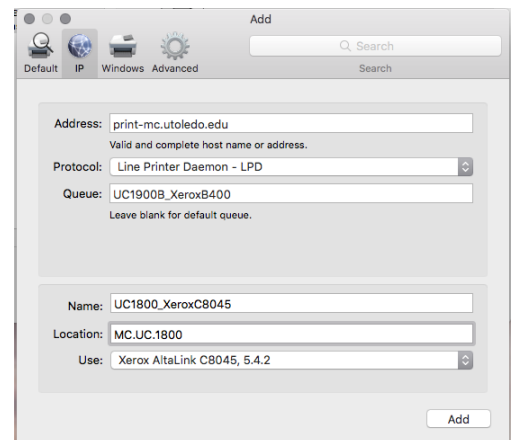 Add
Search
Default IP Windows Advanced
Search
Address: print-mc.utoledo.edu
Valid and complete host name or address.
Protocol: Line Printer Daemon - LPD
Queue: UC1900B_XeroxB400
Leave blank for default queue.
Name: UC1800_XeroxC8045
Location: MC.UC.1800
Use: Xerox AltaLink C8045, 5.4.2
Add